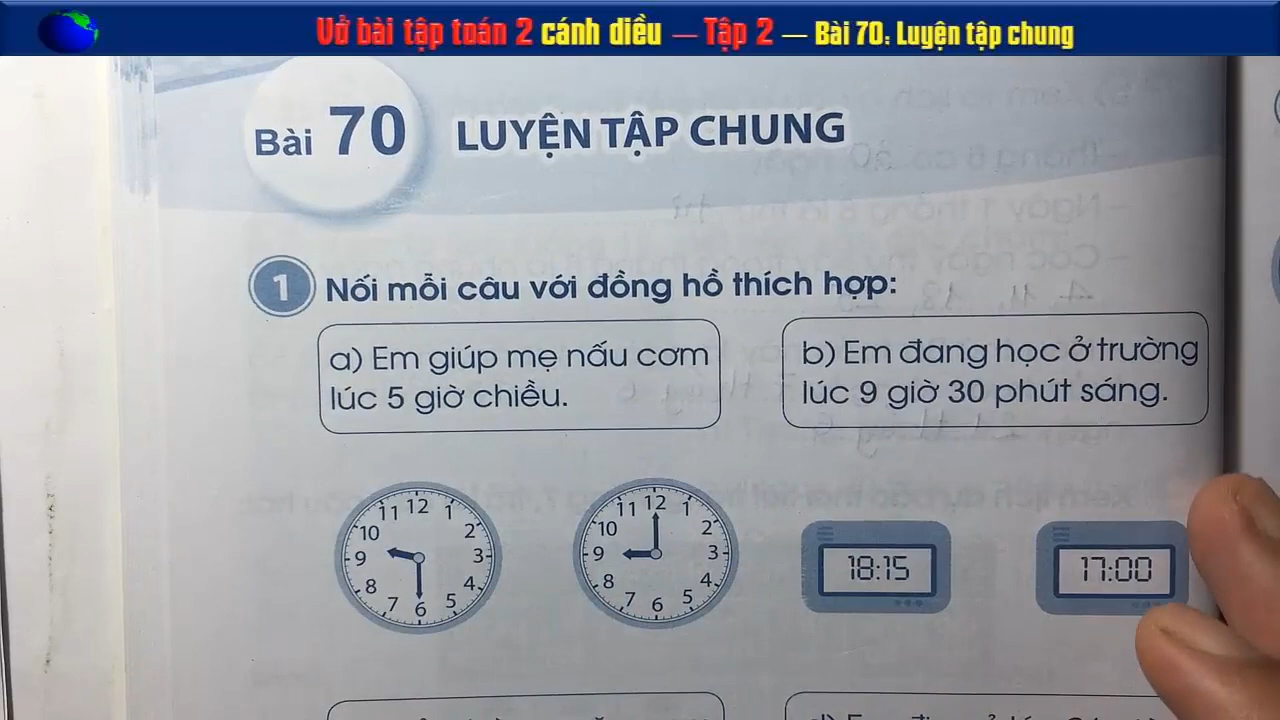 Vở bài tập toán 2 cánh diều — Tập 2 — Bài 70: Luyện tập chung
Bài 70 LUYỆN TẬP CHUNG
1 Nối mỗi câu với đồng hồ thích hợp:
a) Em giúp mẹ nấu cơm
lúc 5 giờ chiều.
b) Em đang học ở trường
lúc 9 giờ 30 phút sáng.
12 1 2 3 4 5 6 7 8 9 10 11
12 1 2 3 4 5 6 7 8 9 10 11
18:15
17:00